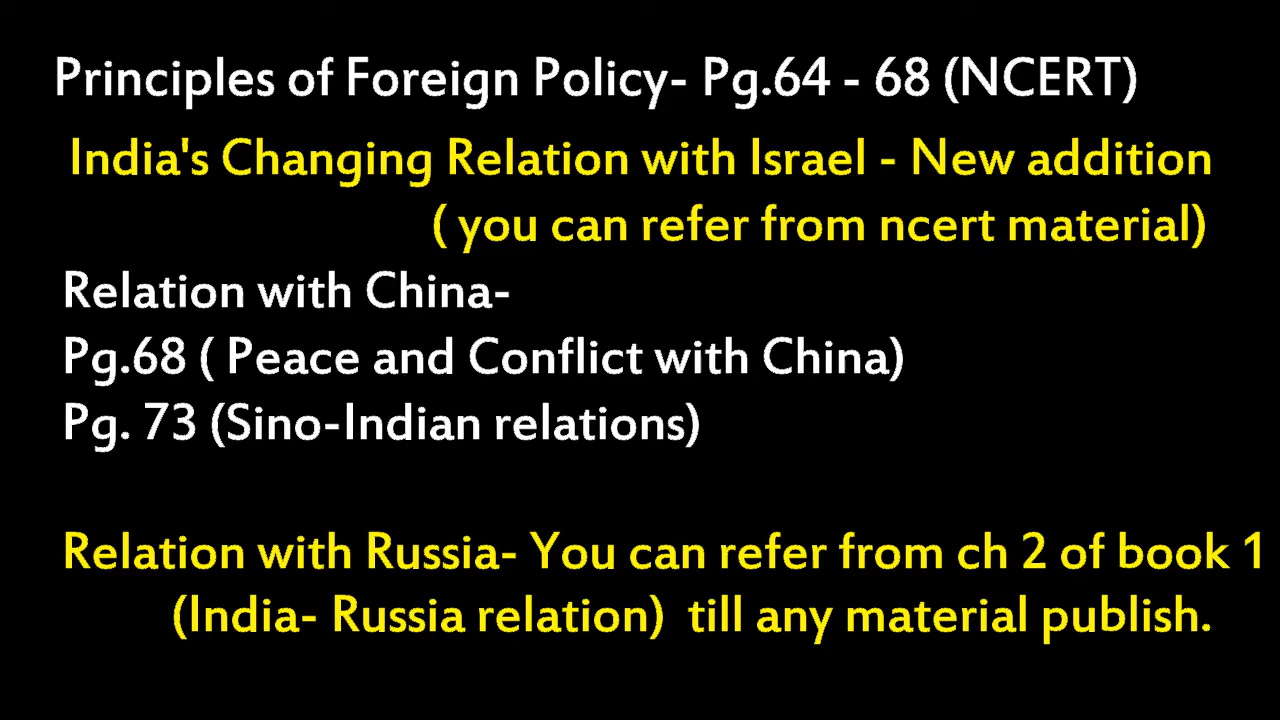 Principles of Foreign Policy- Pg.64 - 68 (NCERT)
India's Changing Relation with Israel - New addition
( you can refer from ncert material)
Relation with China-
Pg.68 ( Peace and Conflict with China)
Pg. 73 (Sino-Indian relations)
Relation with Russia- You can refer from ch 2 of book 1
(India- Russia relation) till any material publish.